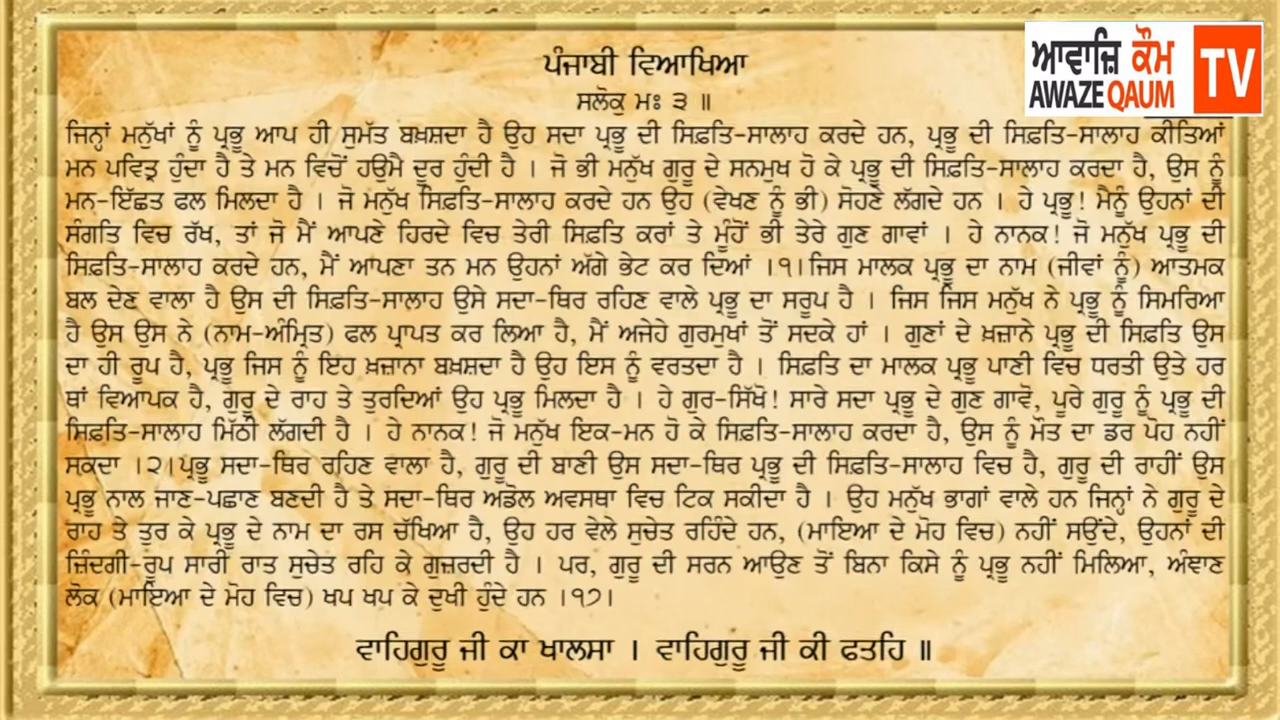 ਆਵਾਜ਼ਿ ਕੌਮ TV
AWAZE QAUM
ਪੰਜਾਬੀ ਵਿਆਖਿਆ
ਸਲੋਕੁ ਮਃ ੩ ॥
ਜਿਨ੍ਹਾਂ ਮਨੁੱਖਾਂ ਨੂੰ ਪ੍ਰਭੂ ਆਪ ਹੀ ਸੁਮੱਤ ਬਖ਼ਸ਼ਦਾ ਹੈ ਉਹ ਸਦਾ ਪ੍ਰਭੂ ਦੀ ਸਿਫ਼ਤਿ-ਸਾਲਾਹ ਕਰਦੇ ਹਨ, ਪ੍ਰਭੂ ਦੀ ਸਿਫ਼ਤਿ-ਸਾਲਾਹ ਕੀਤਿਆਂ
ਮਨ ਪਵਿਤ੍ਰ ਹੁੰਦਾ ਹੈ ਤੇ ਮਨ ਵਿਚੋਂ ਹਉਮੈ ਦੂਰ ਹੁੰਦੀ ਹੈ । ਜੋ ਭੀ ਮਨੁੱਖ ਗੁਰੂ ਦੇ ਸਨਮੁਖ ਹੋ ਕੇ ਪ੍ਰਭੂ ਦੀ ਸਿਫ਼ਤਿ-ਸਾਲਾਹ ਕਰਦਾ ਹੈ, ਉਸ ਨੂੰ
ਮਨ-ਇੱਛਤ ਫਲ ਮਿਲਦਾ ਹੈ । ਜੋ ਮਨੁੱਖ ਸਿਫ਼ਤਿ-ਸਾਲਾਹ ਕਰਦੇ ਹਨ ਉਹ (ਵੇਖਣ ਨੂੰ ਭੀ) ਸੋਹਣੇ ਲੱਗਦੇ ਹਨ । ਹੇ ਪ੍ਰਭੂ! ਮੈਨੂੰ ਉਹਨਾਂ ਦੀ
ਸੰਗਤਿ ਵਿਚ ਰੱਖ, ਤਾਂ ਜੋ ਮੈਂ ਆਪਣੇ ਹਿਰਦੇ ਵਿਚ ਤੇਰੀ ਸਿਫ਼ਤਿ ਕਰਾਂ ਤੇ ਮੂੰਹੋਂ ਭੀ ਤੇਰੇ ਗੁਣ ਗਾਵਾਂ । ਹੇ ਨਾਨਕ! ਜੋ ਮਨੁੱਖ ਪ੍ਰਭੂ ਦੀ
ਸਿਫ਼ਤਿ-ਸਾਲਾਹ ਕਰਦੇ ਹਨ, ਮੈਂ ਆਪਣਾ ਤਨ ਮਨ ਉਹਨਾਂ ਅੱਗੇ ਭੇਟ ਕਰ ਦਿਆਂ ।੧।ਜਿਸ ਮਾਲਕ ਪ੍ਰਭੂ ਦਾ ਨਾਮ (ਜੀਵਾਂ ਨੂੰ) ਆਤਮਕ
ਬਲ ਦੇਣ ਵਾਲਾ ਹੈ ਉਸ ਦੀ ਸਿਫ਼ਤਿ-ਸਾਲਾਹ ਉਸੇ ਸਦਾ-ਥਿਰ ਰਹਿਣ ਵਾਲੇ ਪ੍ਰਭੂ ਦਾ ਸਰੂਪ ਹੈ । ਜਿਸ ਜਿਸ ਮਨੁਖ ਨੇ ਪ੍ਰਭੂ ਨੂੰ ਸਿਮਰਿਆ
ਹੈ ਉਸ ਉਸ ਨੇ (ਨਾਮ-ਅੰਮ੍ਰਿਤ) ਫਲ ਪ੍ਰਾਪਤ ਕਰ ਲਿਆ ਹੈ, ਮੈਂ ਅਜੇਹੇ ਗੁਰਮੁਖਾਂ ਤੋਂ ਸਦਕੇ ਹਾਂ । ਗੁਣਾਂ ਦੇ ਖ਼ਜ਼ਾਨੇ ਪ੍ਰਭੂ ਦੀ ਸਿਫ਼ਤਿ ਉਸ
ਦਾ ਹੀ ਰੂਪ ਹੈ, ਪ੍ਰਭੂ ਜਿਸ ਨੂੰ ਇਹ ਖ਼ਜ਼ਾਨਾ ਬਖ਼ਸ਼ਦਾ ਹੈ ਉਹ ਇਸ ਨੂੰ ਵਰਤਦਾ ਹੈ । ਸਿਫ਼ਤਿ ਦਾ ਮਾਲਕ ਪ੍ਰਭੂ ਪਾਣੀ ਵਿਚ ਧਰਤੀ ਉਤੇ ਹਰ
ਥਾਂ ਵਿਆਪਕ ਹੈ, ਗੁਰੂ ਦੇ ਰਾਹ ਤੇ ਤੁਰਦਿਆਂ ਉਹ ਪ੍ਰਭੂ ਮਿਲਦਾ ਹੈ । ਹੇ ਗੁਰ-ਸਿੱਖੋ! ਸਾਰੇ ਸਦਾ ਪ੍ਰਭੂ ਦੇ ਗੁਣ ਗਾਵੋ, ਪੂਰੇ ਗੁਰੂ ਨੂੰ ਪ੍ਰਭੂ ਦੀ
ਸਿਫ਼ਤਿ-ਸਾਲਾਹ ਮਿੱਠੀ ਲੱਗਦੀ ਹੈ । ਹੇ ਨਾਨਕ! ਜੋ ਮਨੁੱਖ ਇਕ-ਮਨ ਹੋ ਕੇ ਸਿਫ਼ਤਿ-ਸਾਲਾਹ ਕਰਦਾ ਹੈ, ਉਸ ਨੂੰ ਮੌਤ ਦਾ ਡਰ ਪੋਹ ਨਹੀਂ
ਸਕਦਾ ।੨।ਪ੍ਰਭੂ ਸਦਾ-ਥਿਰ ਰਹਿਣ ਵਾਲਾ ਹੈ, ਗੁਰੂ ਦੀ ਬਾਣੀ ਉਸ ਸਦਾ-ਥਿਰ ਪ੍ਰਭੂ ਦੀ ਸਿਫ਼ਤਿ-ਸਾਲਾਹ ਵਿਚ ਹੈ, ਗੁਰੂ ਦੀ ਰਾਹੀਂ ਉਸ
ਪ੍ਰਭੂ ਨਾਲ ਜਾਣ-ਪਛਾਣ ਬਣਦੀ ਹੈ ਤੇ ਸਦਾ-ਥਿਰ ਅਡੋਲ ਅਵਸਥਾ ਵਿਚ ਟਿਕ ਸਕੀਦਾ ਹੈ । ਉਹ ਮਨੁਖ ਭਾਗਾਂ ਵਾਲੇ ਹਨ ਜਿਨ੍ਹਾਂ ਨੇ ਗੁਰੂ ਦੇ
ਰਾਹ ਤੇ ਤੁਰ ਕੇ ਪ੍ਰਭੂ ਦੇ ਨਾਮ ਦਾ ਰਸ ਚੱਖਿਆ ਹੈ, ਉਹ ਹਰ ਵੇਲੇ ਸੁਚੇਤ ਰਹਿੰਦੇ ਹਨ, (ਮਾਇਆ ਦੇ ਮੋਹ ਵਿਚ) ਨਹੀਂ ਸਉਂਦੇ, ਉਹਨਾਂ ਦੀ
ਜ਼ਿੰਦਗੀ-ਰੂਪ ਸਾਰੀ ਰਾਤ ਸੁਚੇਤ ਰਹਿ ਕੇ ਗੁਜ਼ਰਦੀ ਹੈ । ਪਰ, ਗੁਰੂ ਦੀ ਸਰਨ ਆਉਣ ਤੋਂ ਬਿਨਾ ਕਿਸੇ ਨੂੰ ਪ੍ਰਭੂ ਨਹੀਂ ਮਿਲਿਆ, ਅੰਞਾਣ
ਲੋਕ (ਮਾਇਆ ਦੇ ਮੋਹ ਵਿਚ) ਖਪ ਖਪ ਕੇ ਦੁਖੀ ਹੁੰਦੇ ਹਨ ।੧੭।
ਵਾਹਿਗੁਰੂ ਜੀ ਕਾ ਖਾਲਸਾ । ਵਾਹਿਗੁਰੂ ਜੀ ਕੀ ਫਤਹਿ ॥